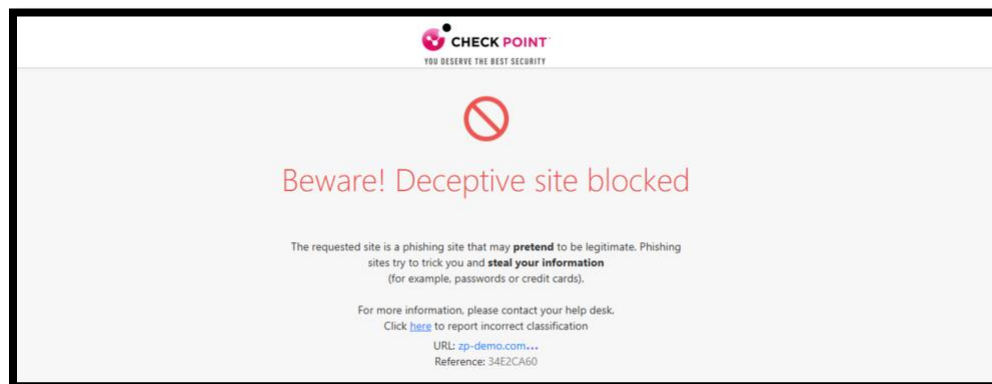 CHECK POINT
YOU DESERVE THE BEST SECURITY
Beware! Deceptive site blocked
The requested site is a phishing site that may pretend to be legitimate. Phishing
sites try to trick you and steal your information
(for example, passwords or credit cards).
For more information, please contact your help desk.
Click here to report incorrect classification
URL: zp-demo.com...
Reference: 34E2CA60